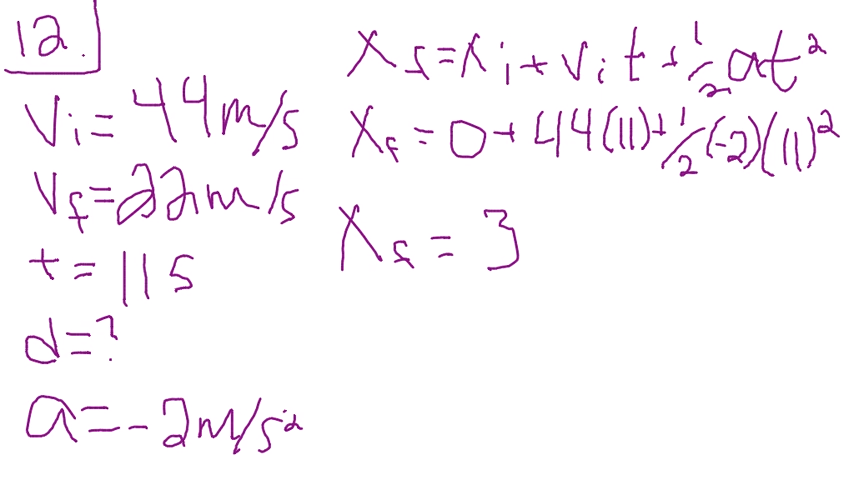 12.
Vi = 44 m/s
Vf = 22 m/s
t = 11 s
d = ?
a = -2 m/s²
Xf = Xi + Vi t + 1/2 at²
Xf = 0 + 44(11) + 1/2(-2)(11)²
Xf = 3